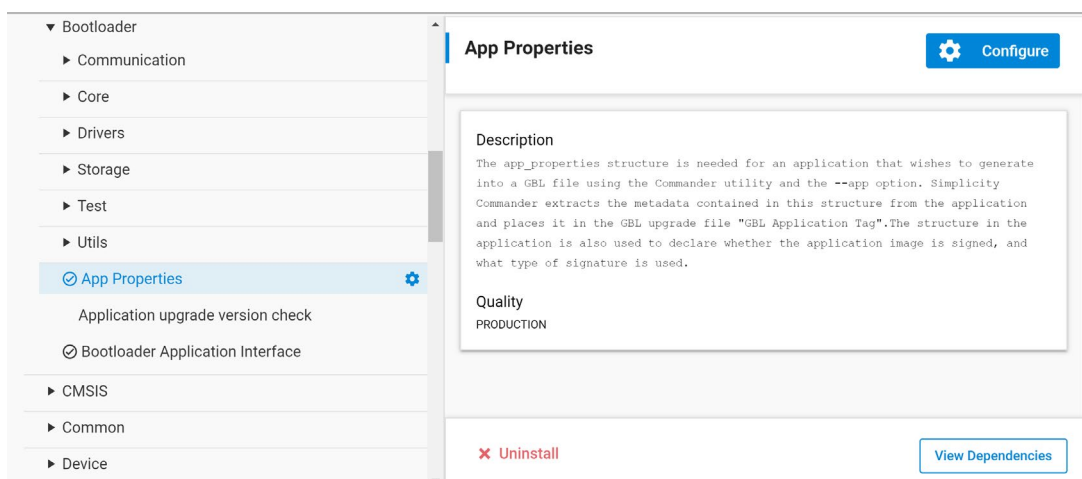 Bootloader
Communication
Core
Drivers
Storage
Test
Utils
App Properties
Application upgrade version check
Bootloader Application Interface
CMSIS
Common
Device
App Properties
Configure
Description
The app_properties structure is needed for an application that wishes to generate
into a GBL file using the Commander utility and the --app option. Simplicity
Commander extracts the metadata contained in this structure from the application
and places it in the GBL upgrade file "GBL Application Tag".The structure in the
application is also used to declare whether the application image is signed, and
what type of signature is used.
Quality
PRODUCTION
Uninstall
View Dependencies